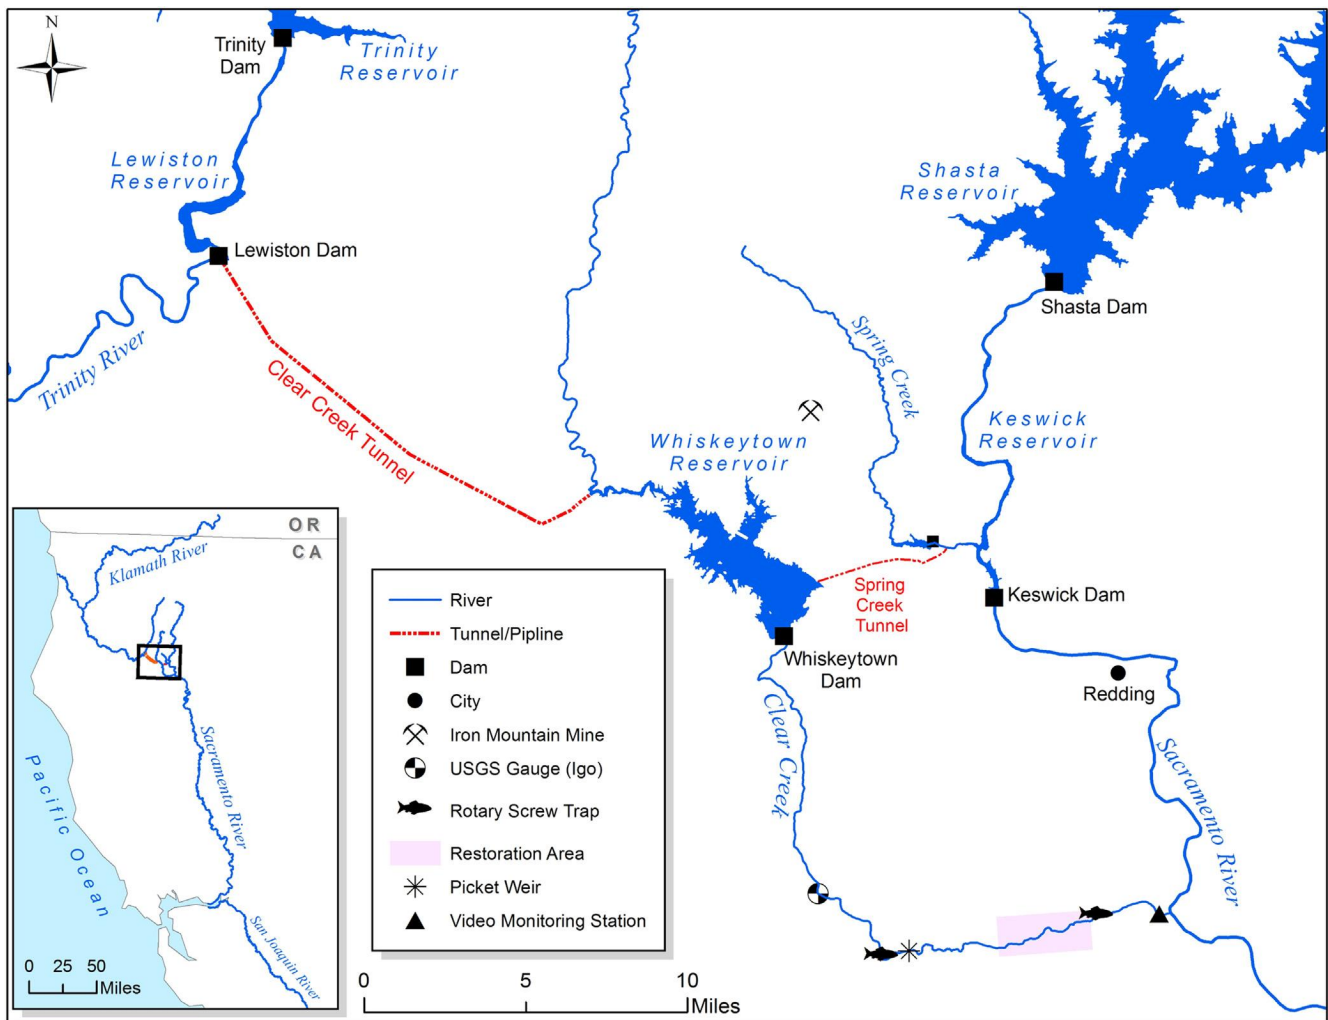 N
Trinity
Dam
Trinity
Reservoir
Lewiston
Reservoir
Lewiston Dam
Trinity River
Clear Creek Tunnel
Shasta
Reservoir
Shasta Dam
Spring Creek
Keswick
Reservoir
Whiskeytown
Reservoir
Spring
Creek
Tunnel
Keswick Dam
Whiskeytown
Dam
Redding
Clear Creek
Sacramento River
OR
CA
Klamath River
Sacramento River
Pacific Ocean
San Joaquin River
0 25 50
Miles
River
Tunnel/Pipline
Dam
City
Iron Mountain Mine
USGS Gauge (Igo)
Rotary Screw Trap
Restoration Area
Picket Weir
Video Monitoring Station
0 5 10
Miles